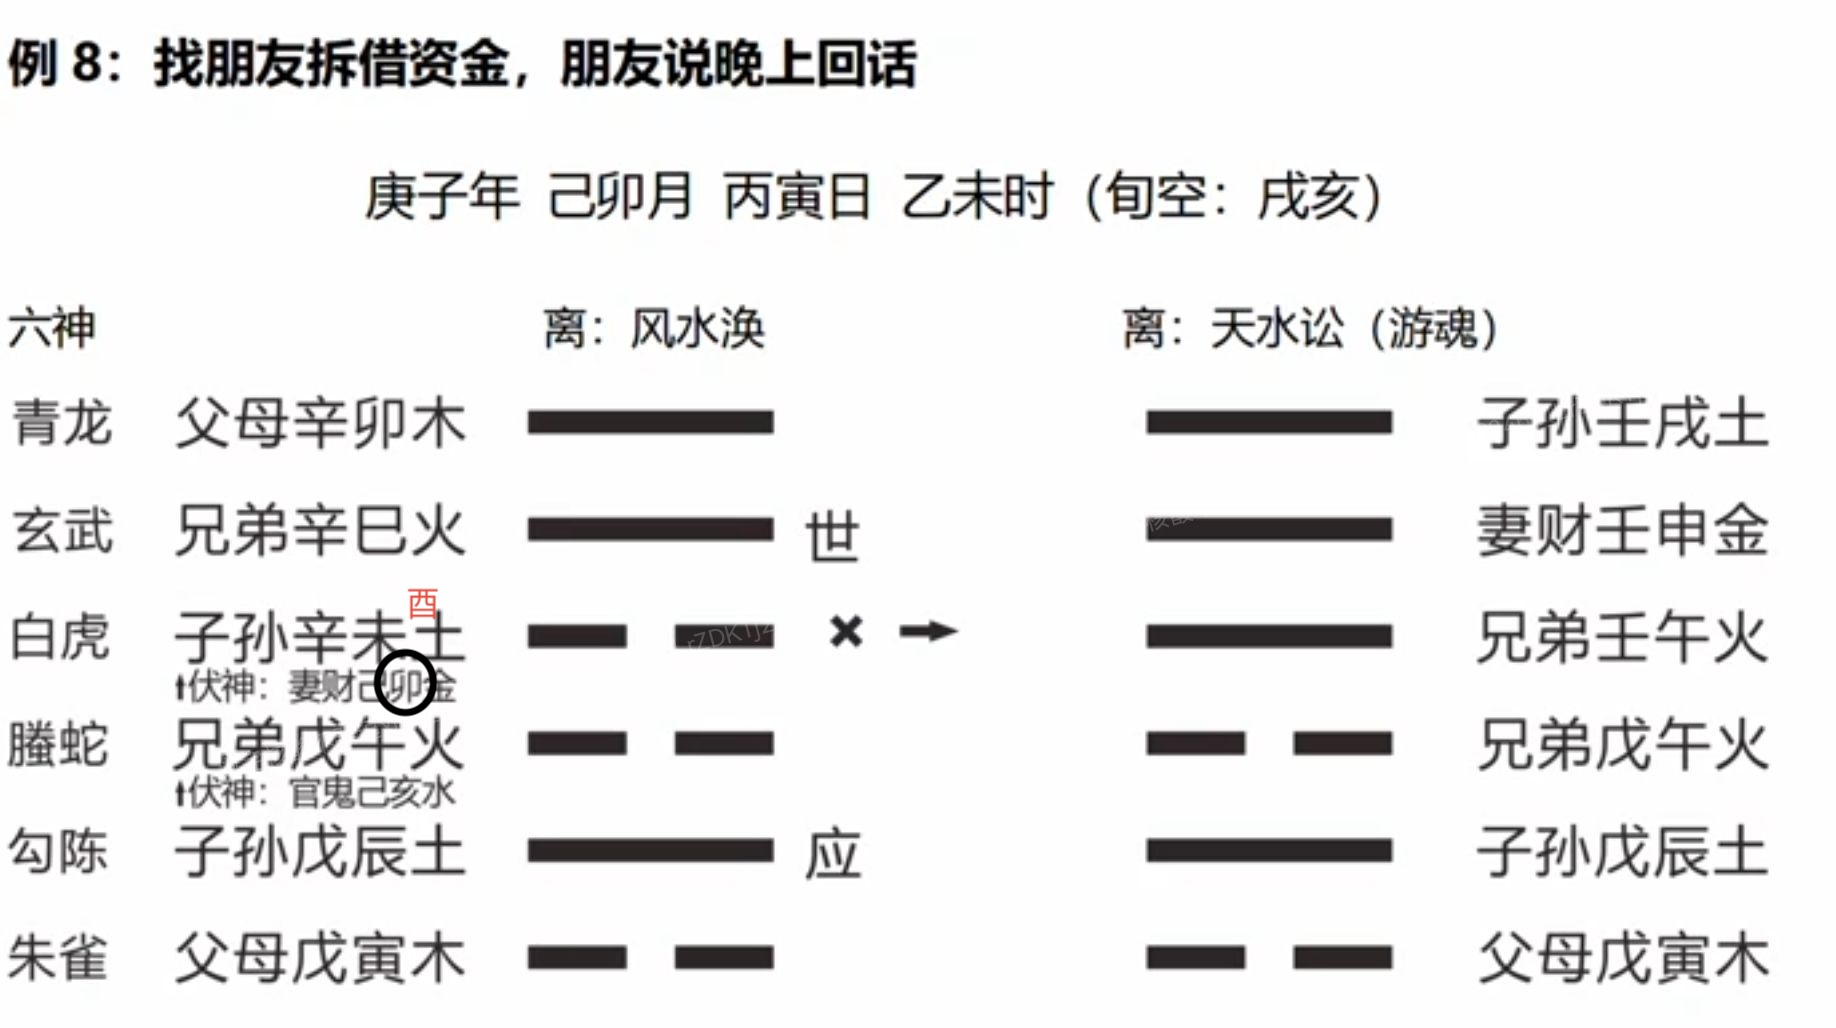 例 8：找朋友拆借资金，朋友说晚上回话
庚子年 己卯月 丙寅日 乙未时（旬空：戌亥）
六神 离：风水涣 离：天水讼（游魂）
青龙 父母辛卯木 子孙壬戌土
玄武 兄弟辛巳火 世 妻财壬申金
酉
白虎 子孙辛未土 × → 兄弟壬午火
↑伏神：妻财己卯金
螣蛇 兄弟戊午火 兄弟戊午火
↑伏神：官鬼己亥水
勾陈 子孙戊辰土 应 子孙戊辰土
朱雀 父母戊寅木 父母戊寅木